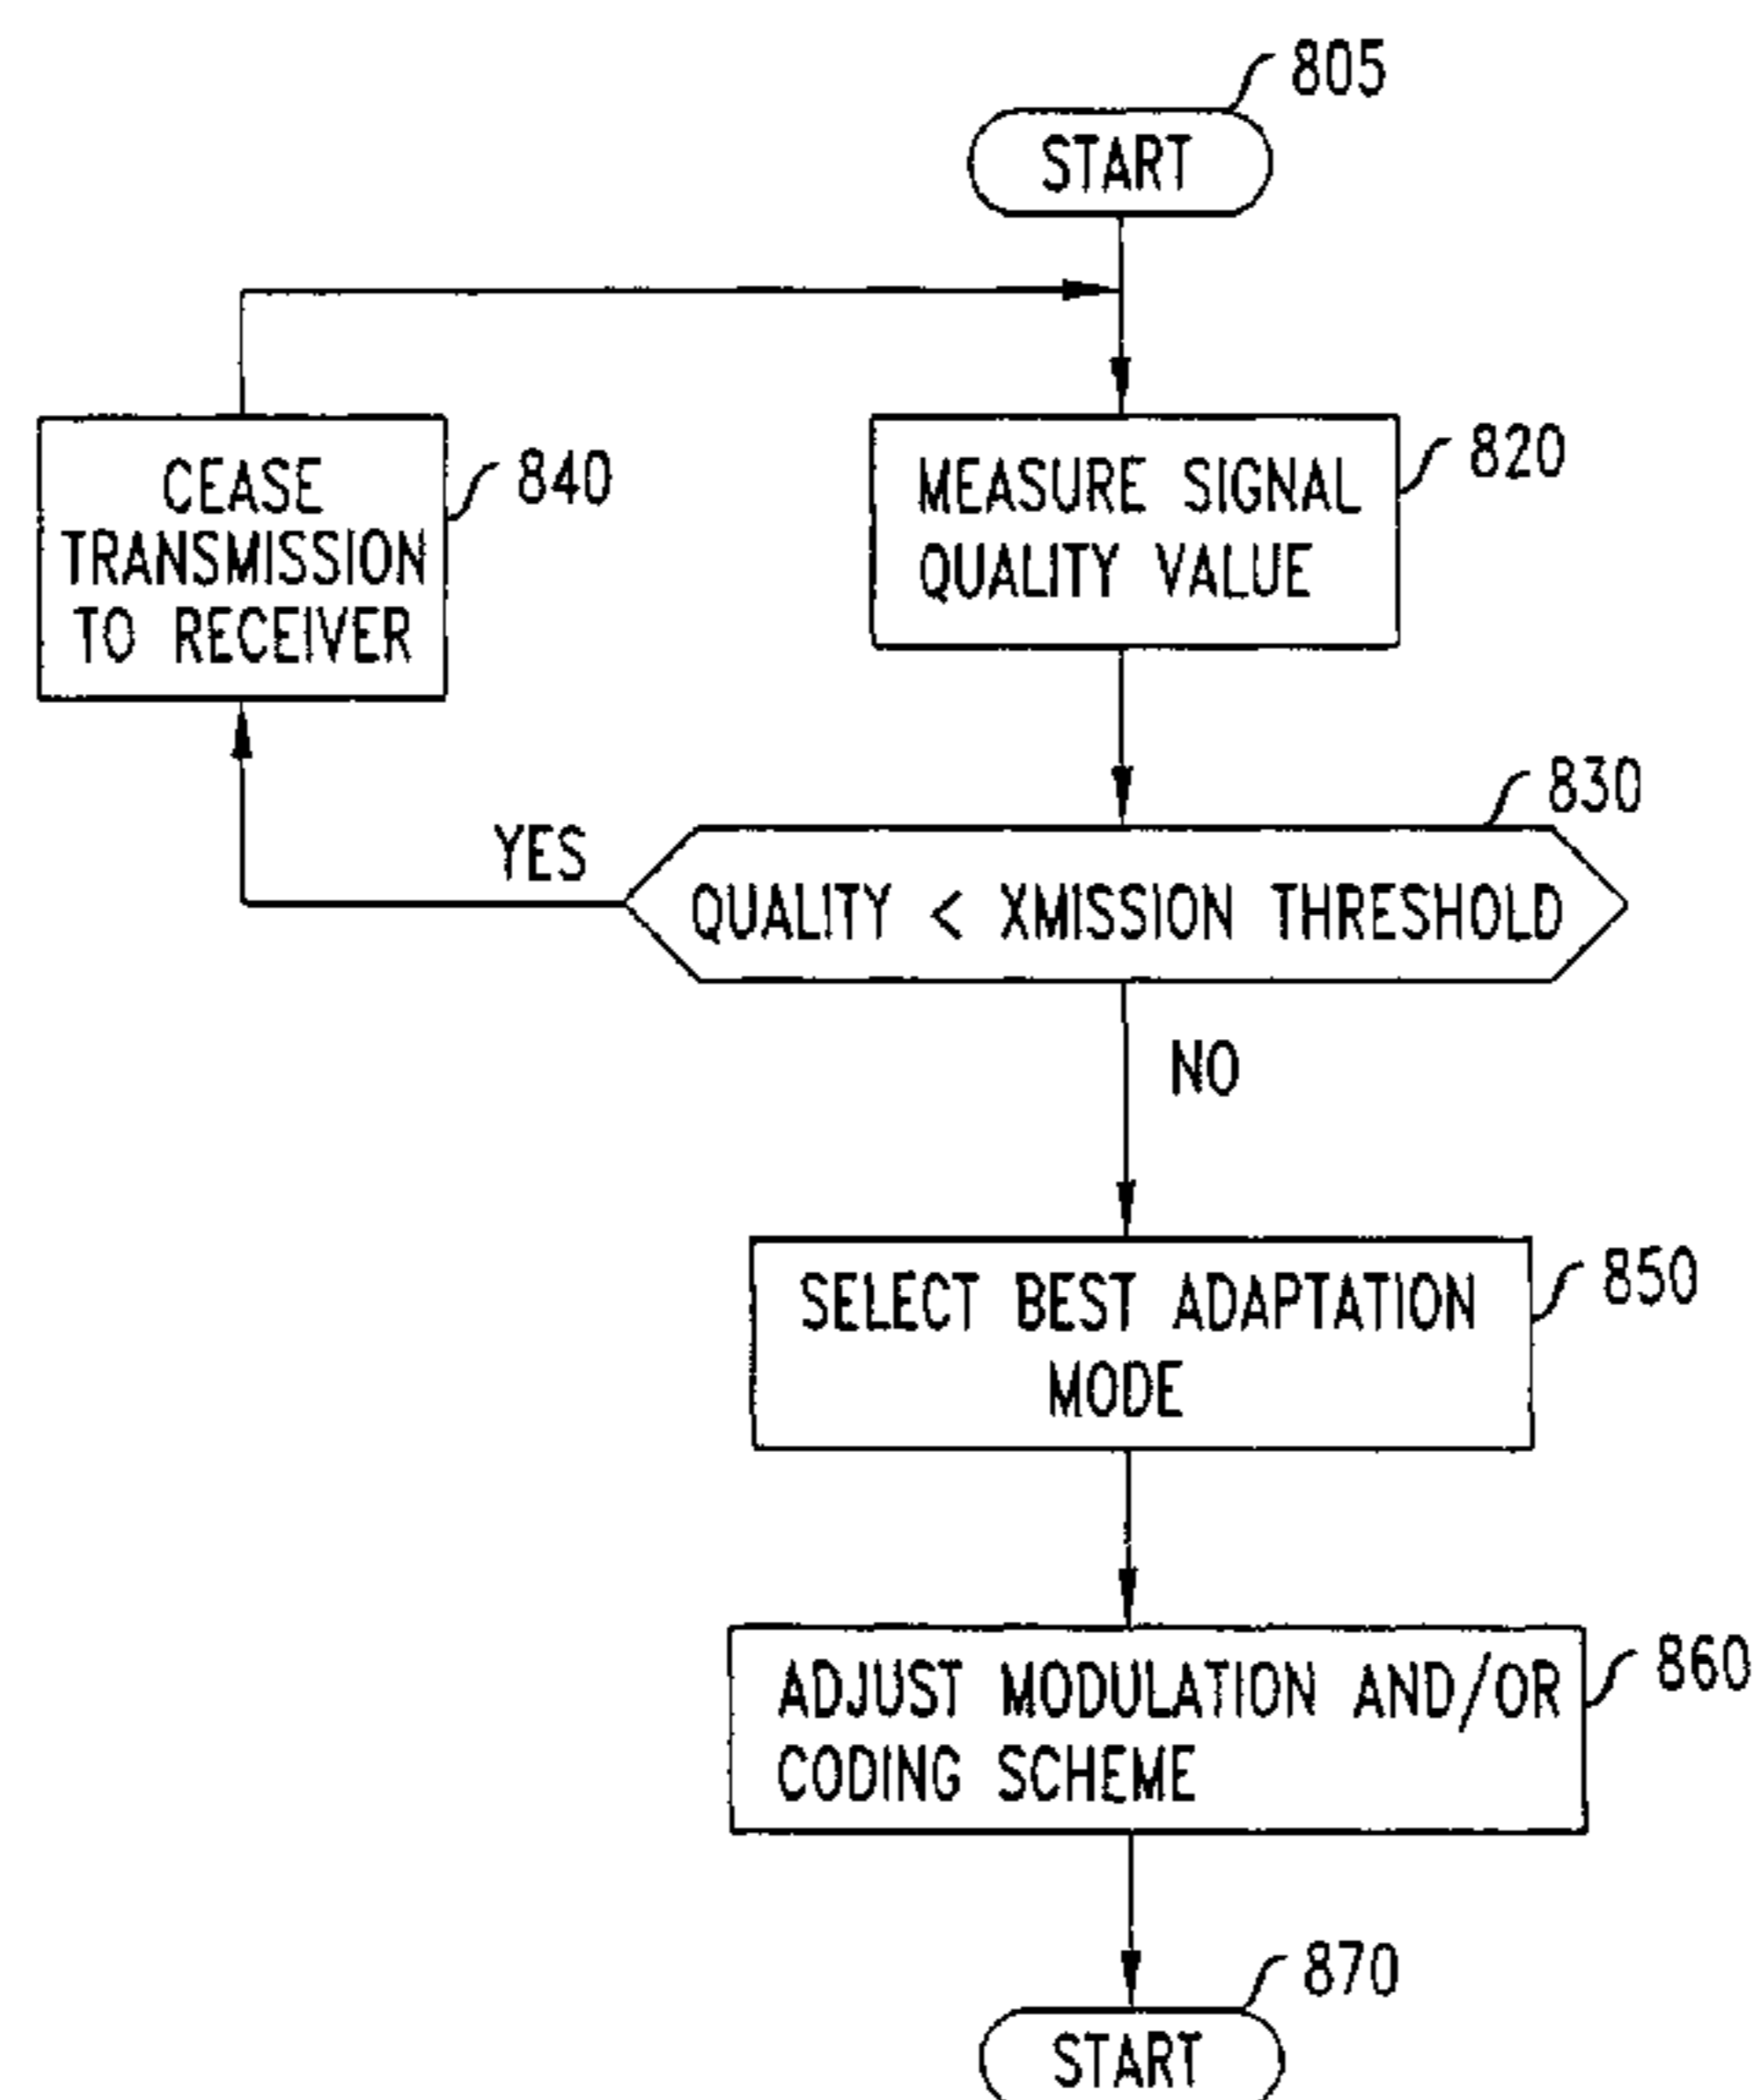 805
START
CEASE
TRANSMISSION
TO RECEIVER
840
MEASURE SIGNAL
QUALITY VALUE
820
830
YES
QUALITY < XMISSION THRESHOLD
NO
SELECT BEST ADAPTATION
MODE
850
ADJUST MODULATION AND/OR
CODING SCHEME
860
870
START